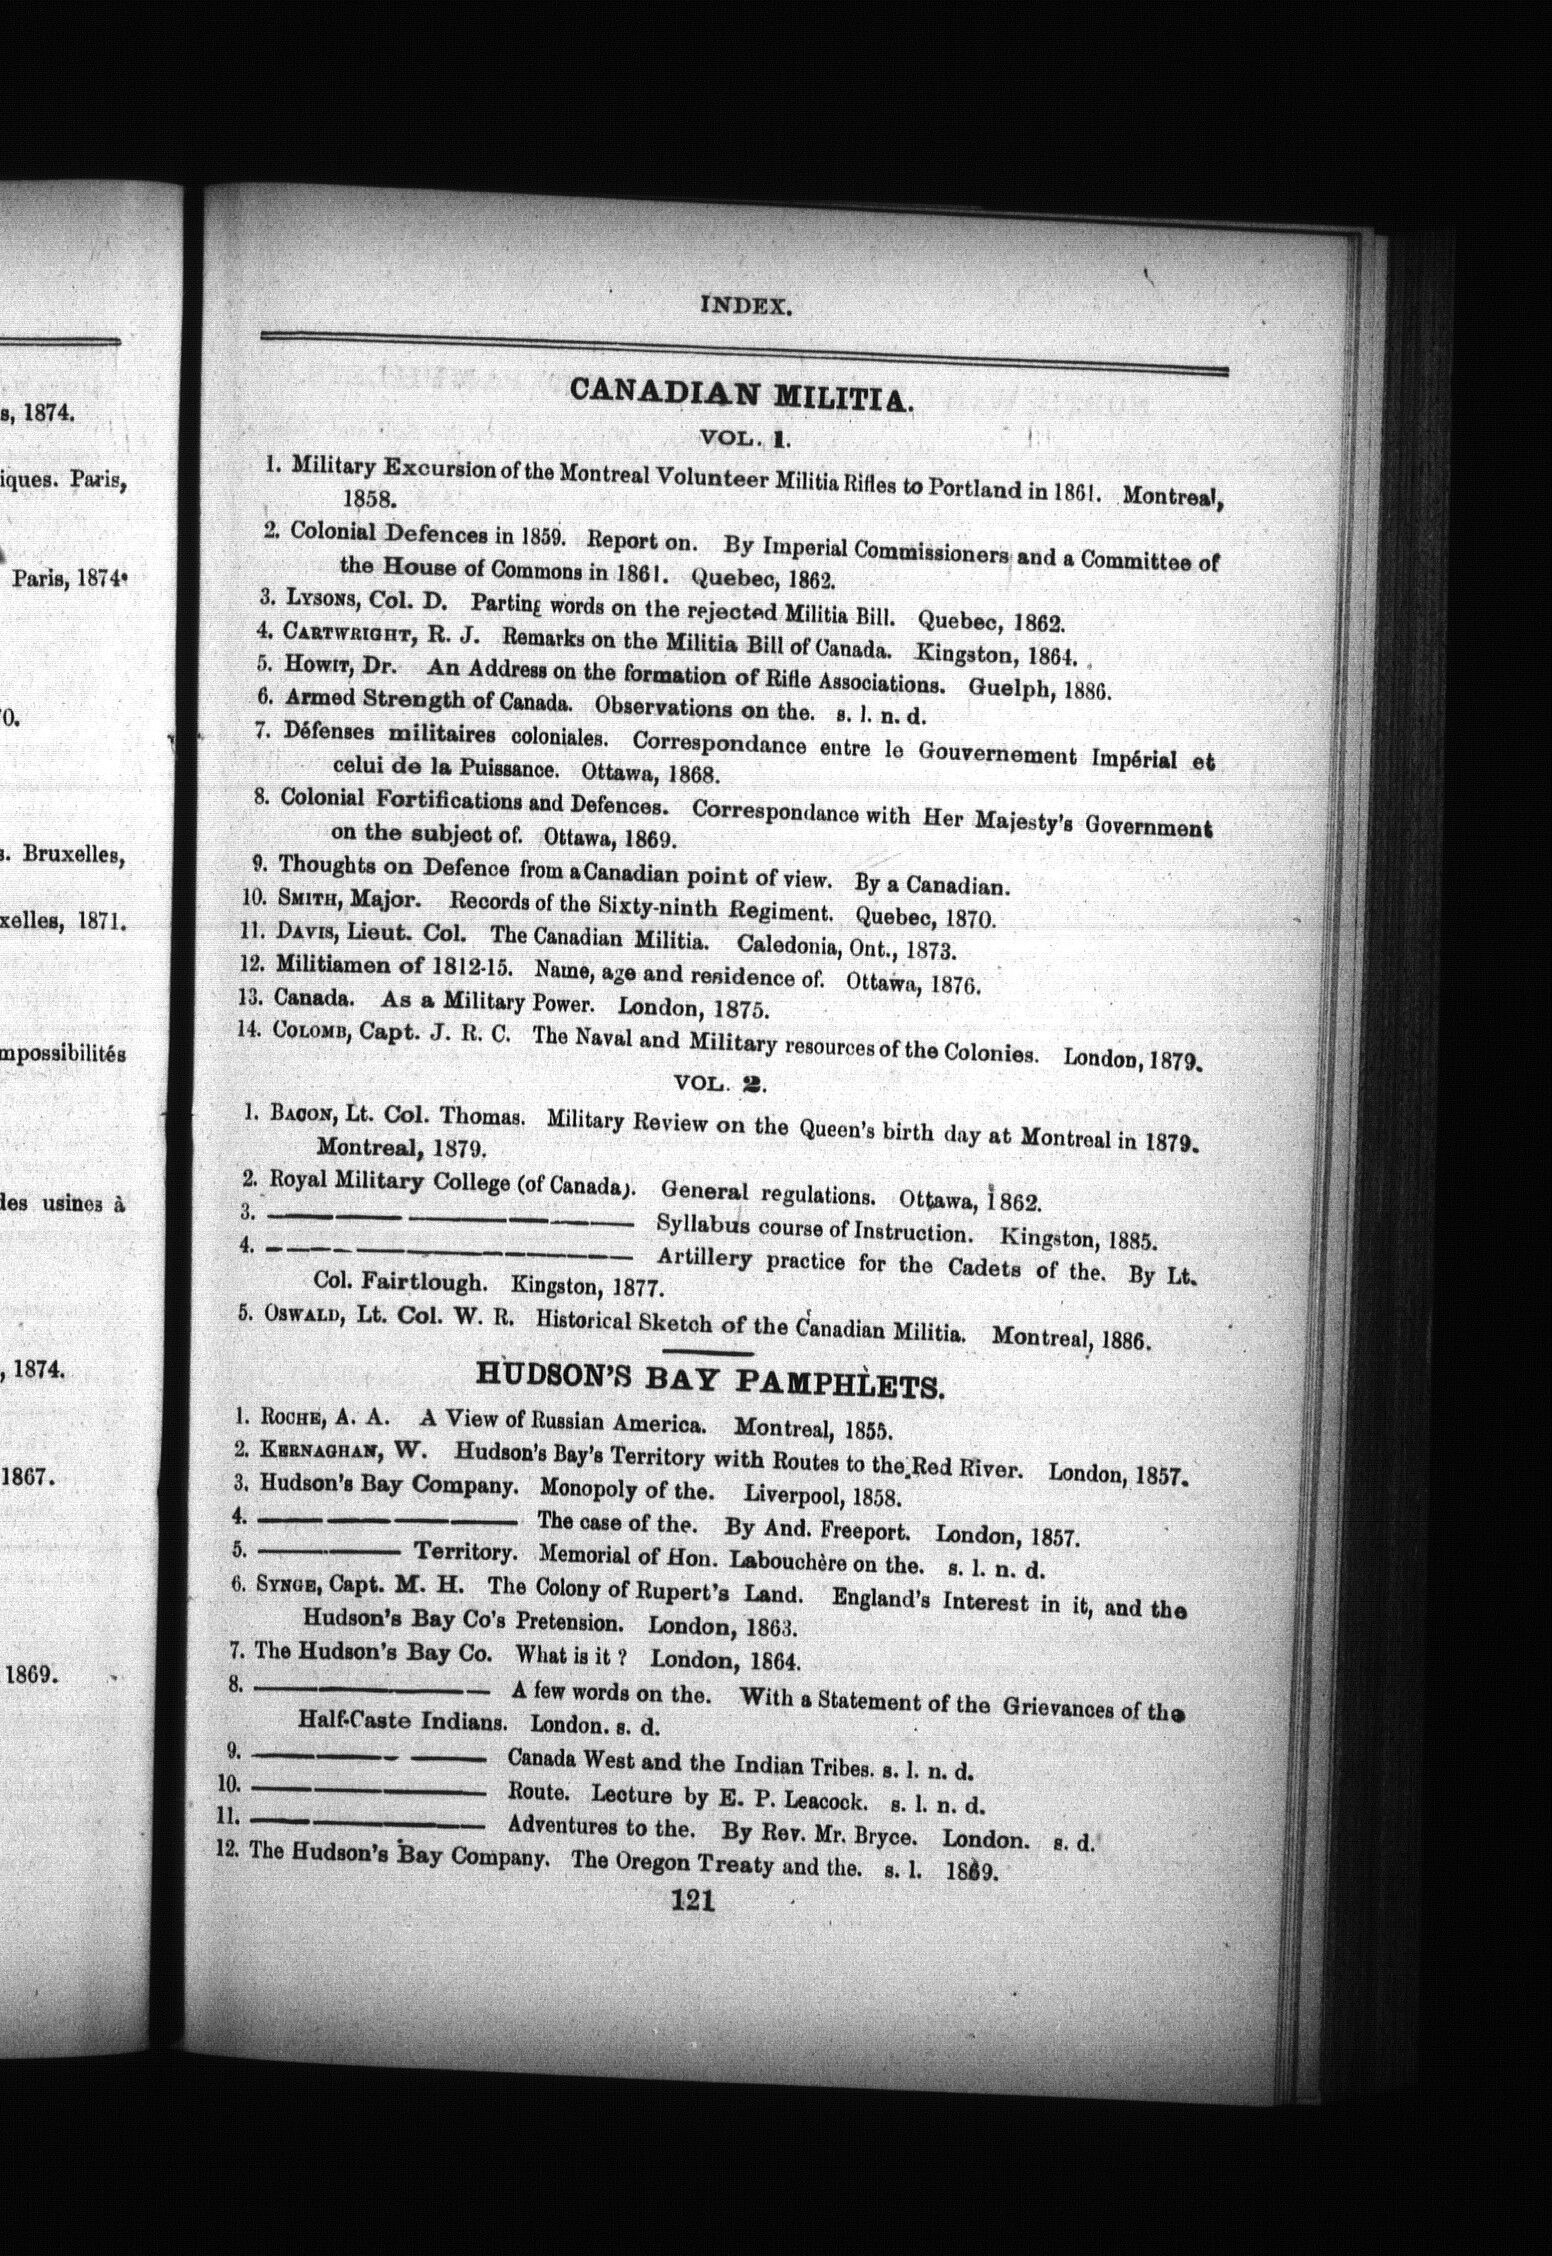 s, 1874.
iques. Paris,
Paris, 1874•
0.
s. Bruxelles,
xelles, 1871.
mpossibilités
des usines à
, 1874.
1867.
1869.
INDEX.
CANADIAN MILITIA.
VOL. 1.
1. Military Excursion of the Montreal Volunteer Militia Rifles to Portland in 1861. Montreal,
1858.
2. Colonial Defences in 1859. Report on. By Imperial Commissioners and a Committee of
the House of Commons in 1861. Quebec, 1862.
3. LYSONS, Col. D. Parting words on the rejected Militia Bill. Quebec, 1862.
4. CARTWRIGHT, R. J. Remarks on the Militia Bill of Canada. Kingston, 1864.
5. HOWIT, Dr. An Address on the formation of Rifle Associations. Guelph, 1886.
6. Armed Strength of Canada. Observations on the. s. l. n. d.
7. Défenses militaires coloniales. Correspondance entre le Gouvernement Impérial et
celui de la Puissance. Ottawa, 1868.
8. Colonial Fortifications and Defences. Correspondance with Her Majesty's Government
on the subject of. Ottawa, 1869.
9. Thoughts on Defence from a Canadian point of view. By a Canadian.
10. SMITH, Major. Records of the Sixty-ninth Regiment. Quebec, 1870.
11. DAVIS, Lieut. Col. The Canadian Militia. Caledonia, Ont., 1873.
12. Militiamen of 1812-15. Name, age and residence of. Ottawa, 1876.
13. Canada. As a Military Power. London, 1875.
14. COLOMB, Capt. J. R. C. The Naval and Military resources of the Colonies. London, 1879.
VOL. 2.
1. BACON, Lt. Col. Thomas. Military Review on the Queen's birth day at Montreal in 1879.
Montreal, 1879.
2. Royal Military College (of Canada). General regulations. Ottawa, 1862.
3. —— —— —— —— Syllabus course of Instruction. Kingston, 1885.
4. —— —— —— —— Artillery practice for the Cadets of the. By Lt.
Col. Fairtlough. Kingston, 1877.
5. OSWALD, Lt. Col. W. R. Historical Sketch of the Canadian Militia. Montreal, 1886.
HUDSON'S BAY PAMPHLETS.
1. ROCHE, A. A. A View of Russian America. Montreal, 1855.
2. KERNAGHAN, W. Hudson's Bay's Territory with Routes to the Red River. London, 1857.
3. Hudson's Bay Company. Monopoly of the. Liverpool, 1858.
4. —— —— —— —— The case of the. By And. Freeport. London, 1857.
5. —— —— Territory. Memorial of Hon. Labouchère on the. s. l. n. d.
6. SYNGE, Capt. M. H. The Colony of Rupert's Land. England's Interest in it, and the
Hudson's Bay Co's Pretension. London, 1863.
7. The Hudson's Bay Co. What is it ? London, 1864.
8. —— —— —— — A few words on the. With a Statement of the Grievances of the
Half-Caste Indians. London. s. d.
9. —— —— —— Canada West and the Indian Tribes. s. l. n. d.
10. —— —— —— Route. Lecture by E. P. Leacock. s. l. n. d.
11. —— —— —— Adventures to the. By Rev. Mr. Bryce. London. s. d.
12. The Hudson's Bay Company. The Oregon Treaty and the. s. l. 1869.
121